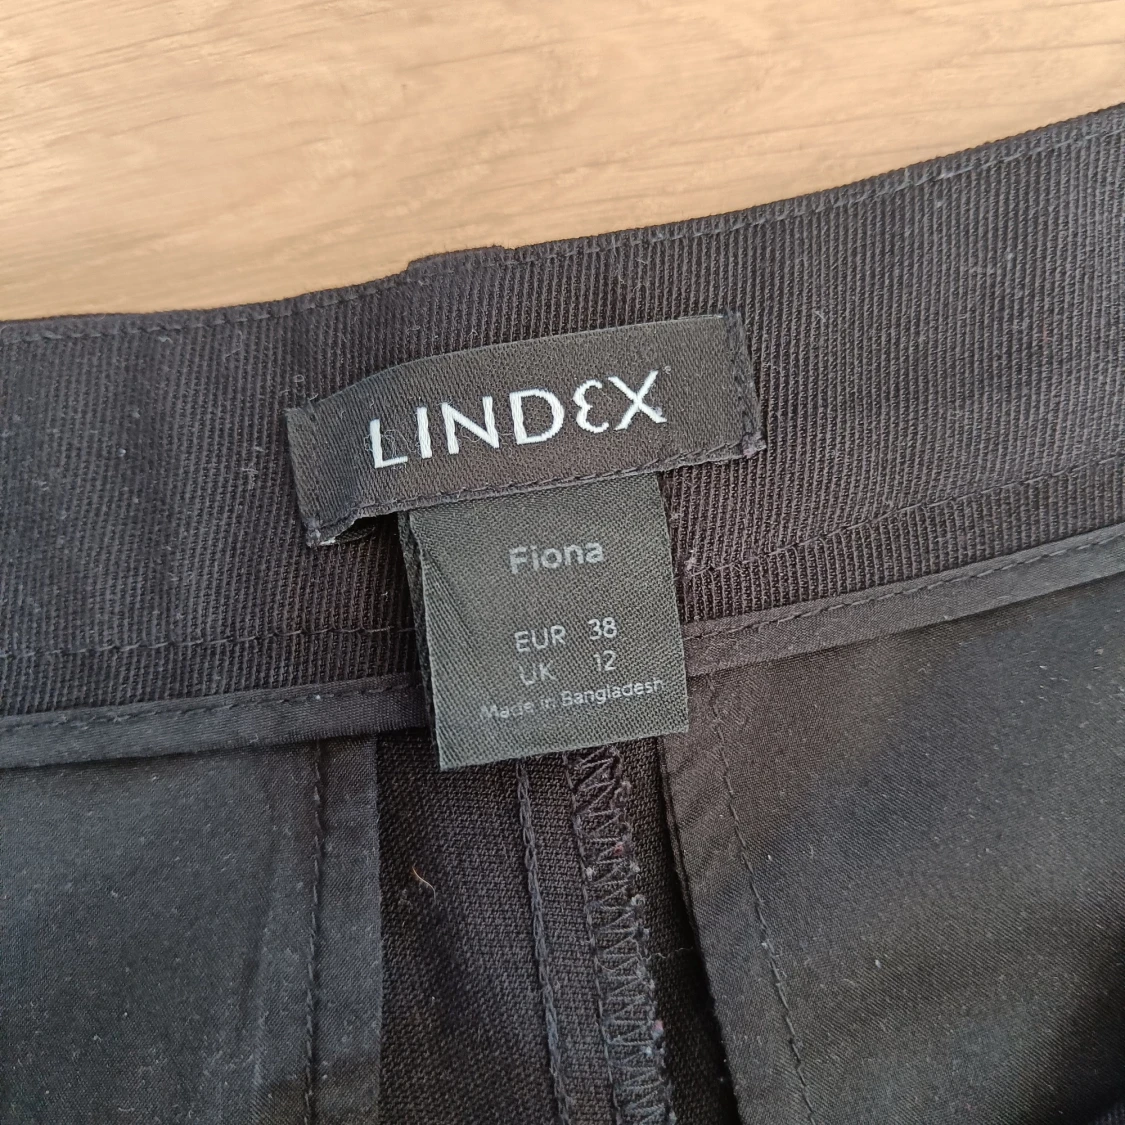 LINDEX
Fiona
EUR 38
UK 12
Made in Bangladesh